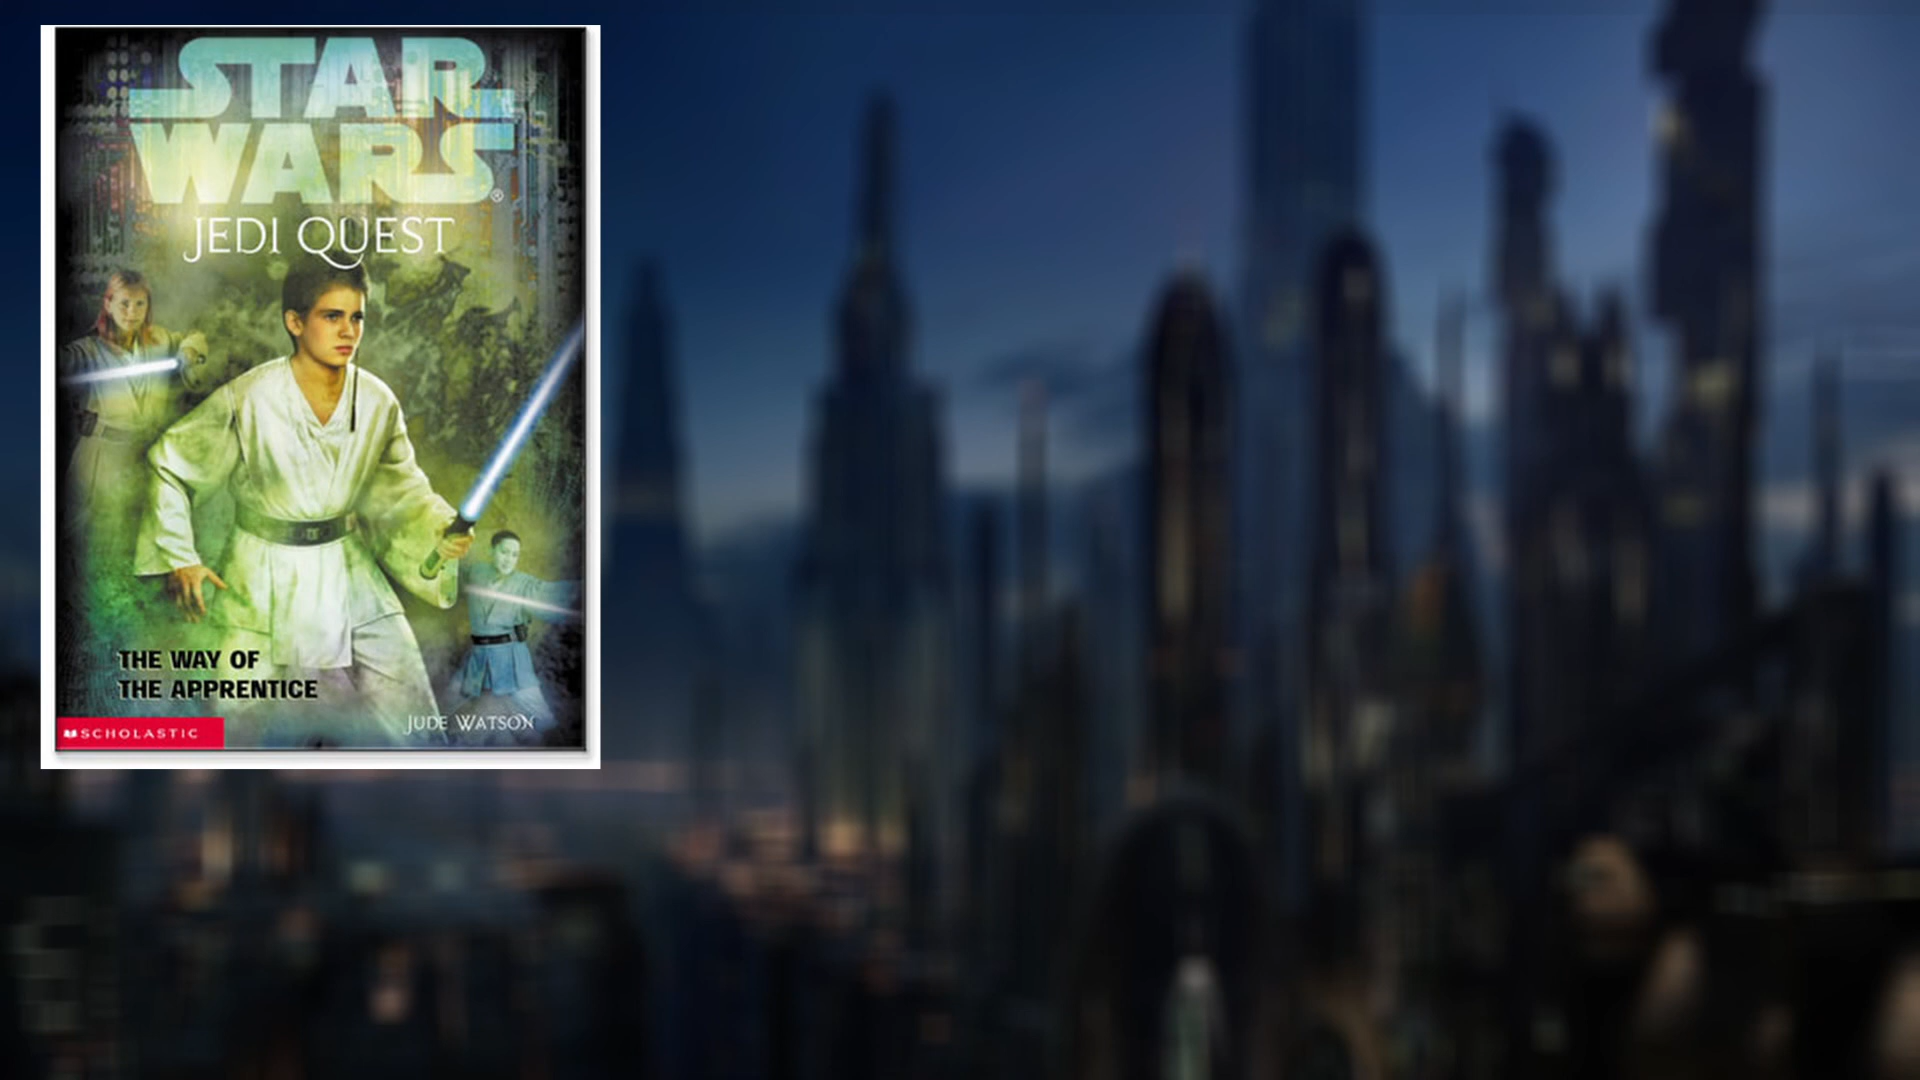 STAR
WARS®
JEDI QUEST
THE WAY OF
THE APPRENTICE
JUDE WATSON
SCHOLASTIC